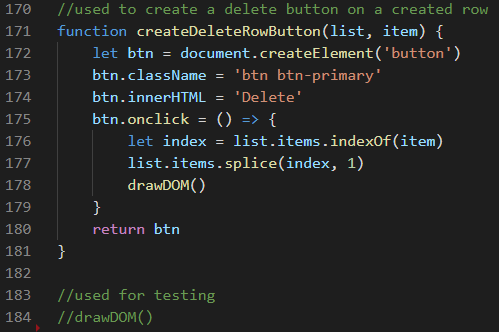 170 //used to create a delete button on a created row
171 function createDeleteRowButton(list, item) {
172     let btn = document.createElement('button')
173     btn.className = 'btn btn-primary'
174     btn.innerHTML = 'Delete'
175     btn.onclick = () => {
176         let index = list.items.indexOf(item)
177         list.items.splice(index, 1)
178         drawDOM()
179     }
180     return btn
181 }
182
183 //used for testing
184 //drawDOM()